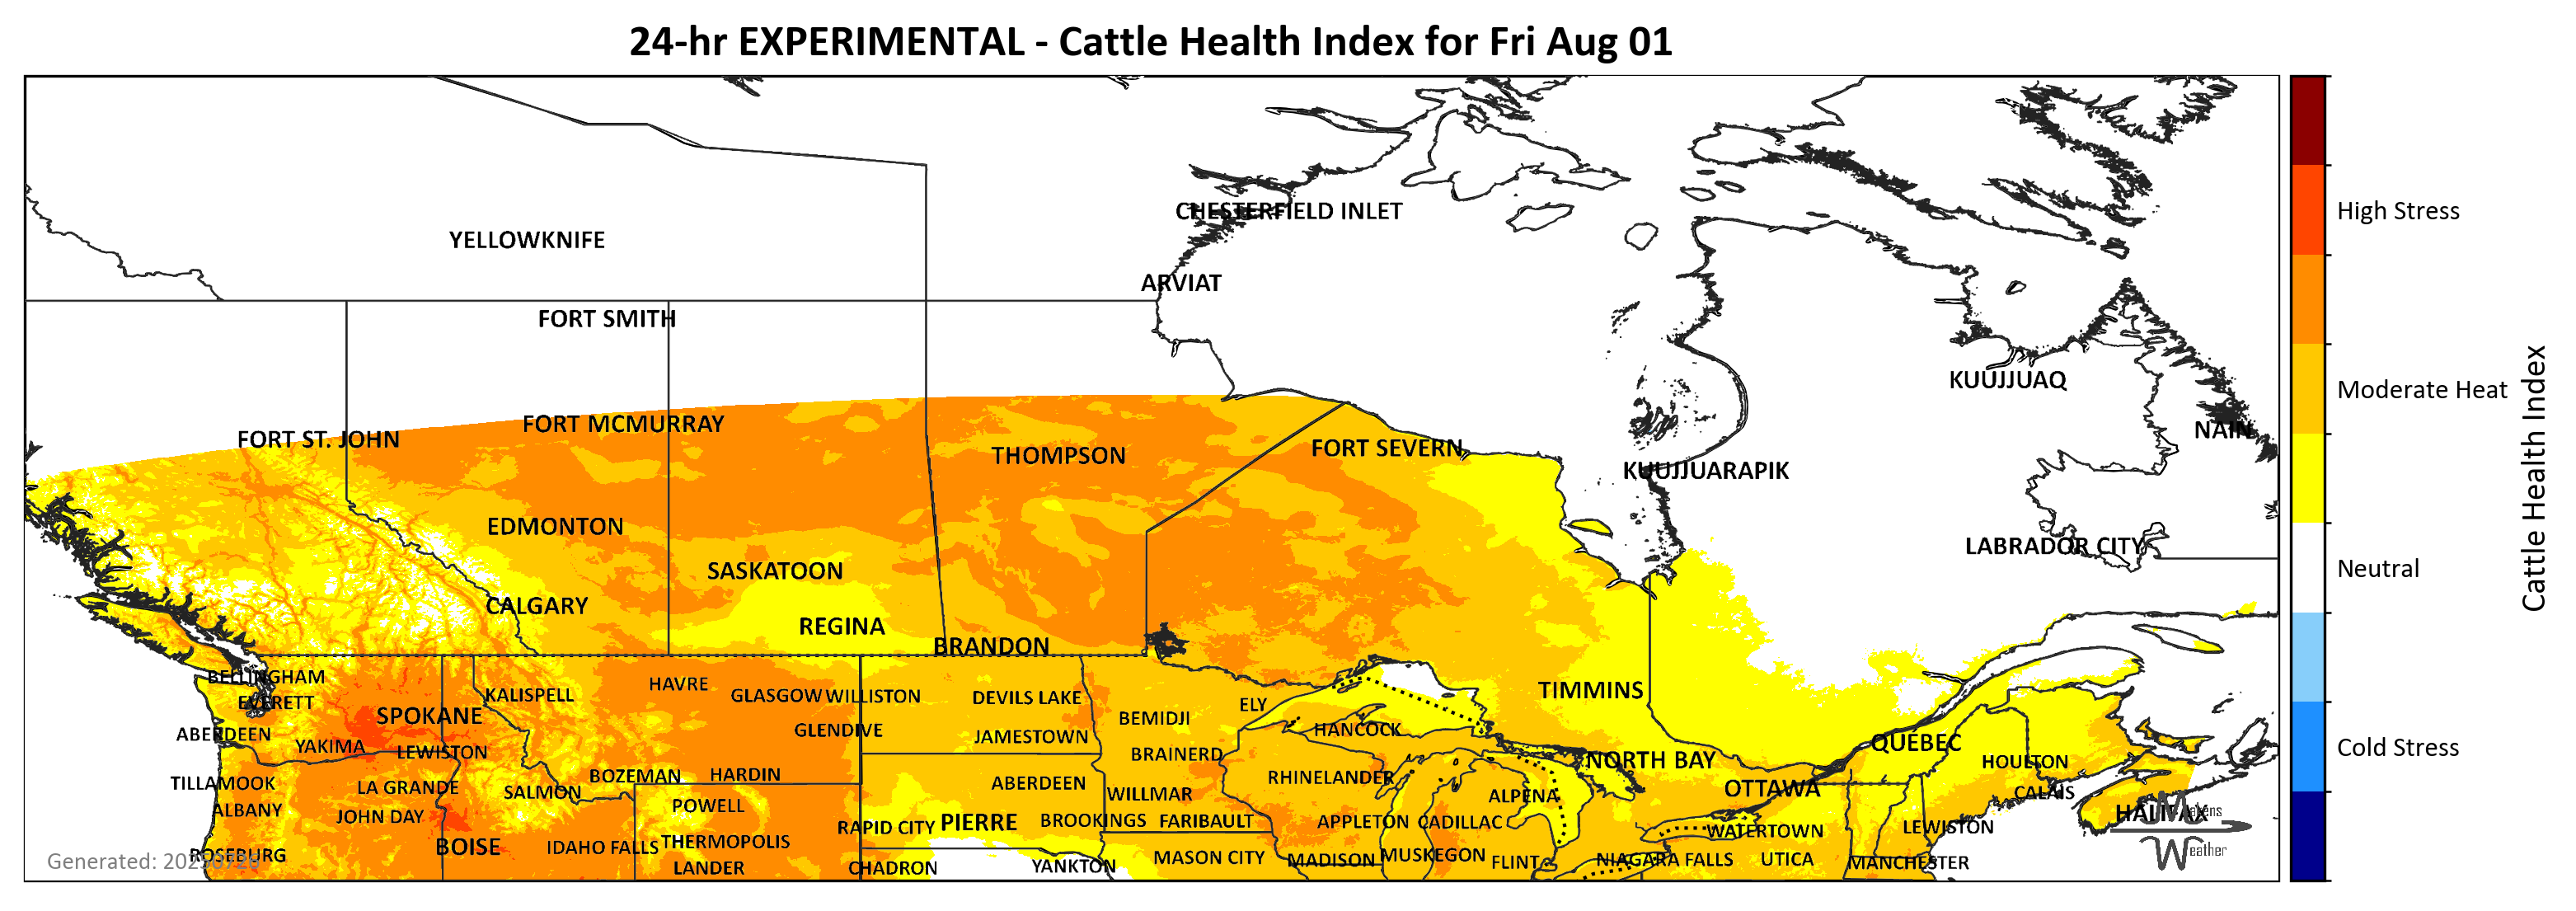 24-hr EXPERIMENTAL - Cattle Health Index for Fri Aug 01
CHESTERFIELD INLET
YELLOWKNIFE
ARVIAT
FORT SMITH
KUUJJUAQ
FORT MCMURRAY
NAIN
FORT ST. JOHN
FORT SEVERN
THOMPSON
KUUJJUARAPIK
EDMONTON
LABRADOR CITY
SASKATOON
CALGARY
REGINA
BRANDON
BELLINGHAM
HAVRE
KALISPELL
GLASGOW
WILLISTON
DEVILS LAKE
TIMMINS
EVERETT
ELY
SPOKANE
BEMIDJI
HANCOCK
GLENDIVE
ABERDEEN
JAMESTOWN
QUEBEC
YAKIMA
LEWISTON
BRAINERD
NORTH BAY
HOULTON
BOZEMAN
HARDIN
RHINELANDER
TILLAMOOK
LA GRANDE
SALMON
ABERDEEN
WILLMAR
OTTAWA
CALAIS
ALPENA
POWELL
ALBANY
JOHN DAY
HALIFAX
Makens
RAPID CITY
PIERRE
BROOKINGS
FARIBAULT
APPLETON
CADILLAC
WATERTOWN
LEWISTON
BOISE
IDAHO FALLS
THERMOPOLIS
Weather
ROSEBURG
MASON CITY
MADISON
MUSKEGON
FLINT
NIAGARA FALLS
UTICA
MANCHESTER
LANDER
CHADRON
YANKTON
Generated:
High Stress
Moderate Heat
Neutral
Cold Stress
Cattle Health Index